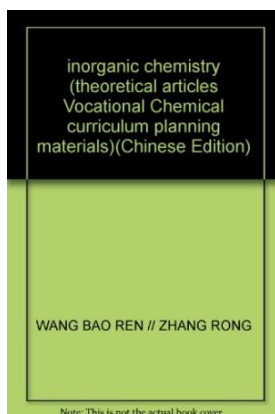 inorganic chemistry
(theoretical articles
Vocational Chemical
curriculum planning
materials)(Chinese Edition)
WANG BAO REN // ZHANG RONG
Note: This is not the actual book cover